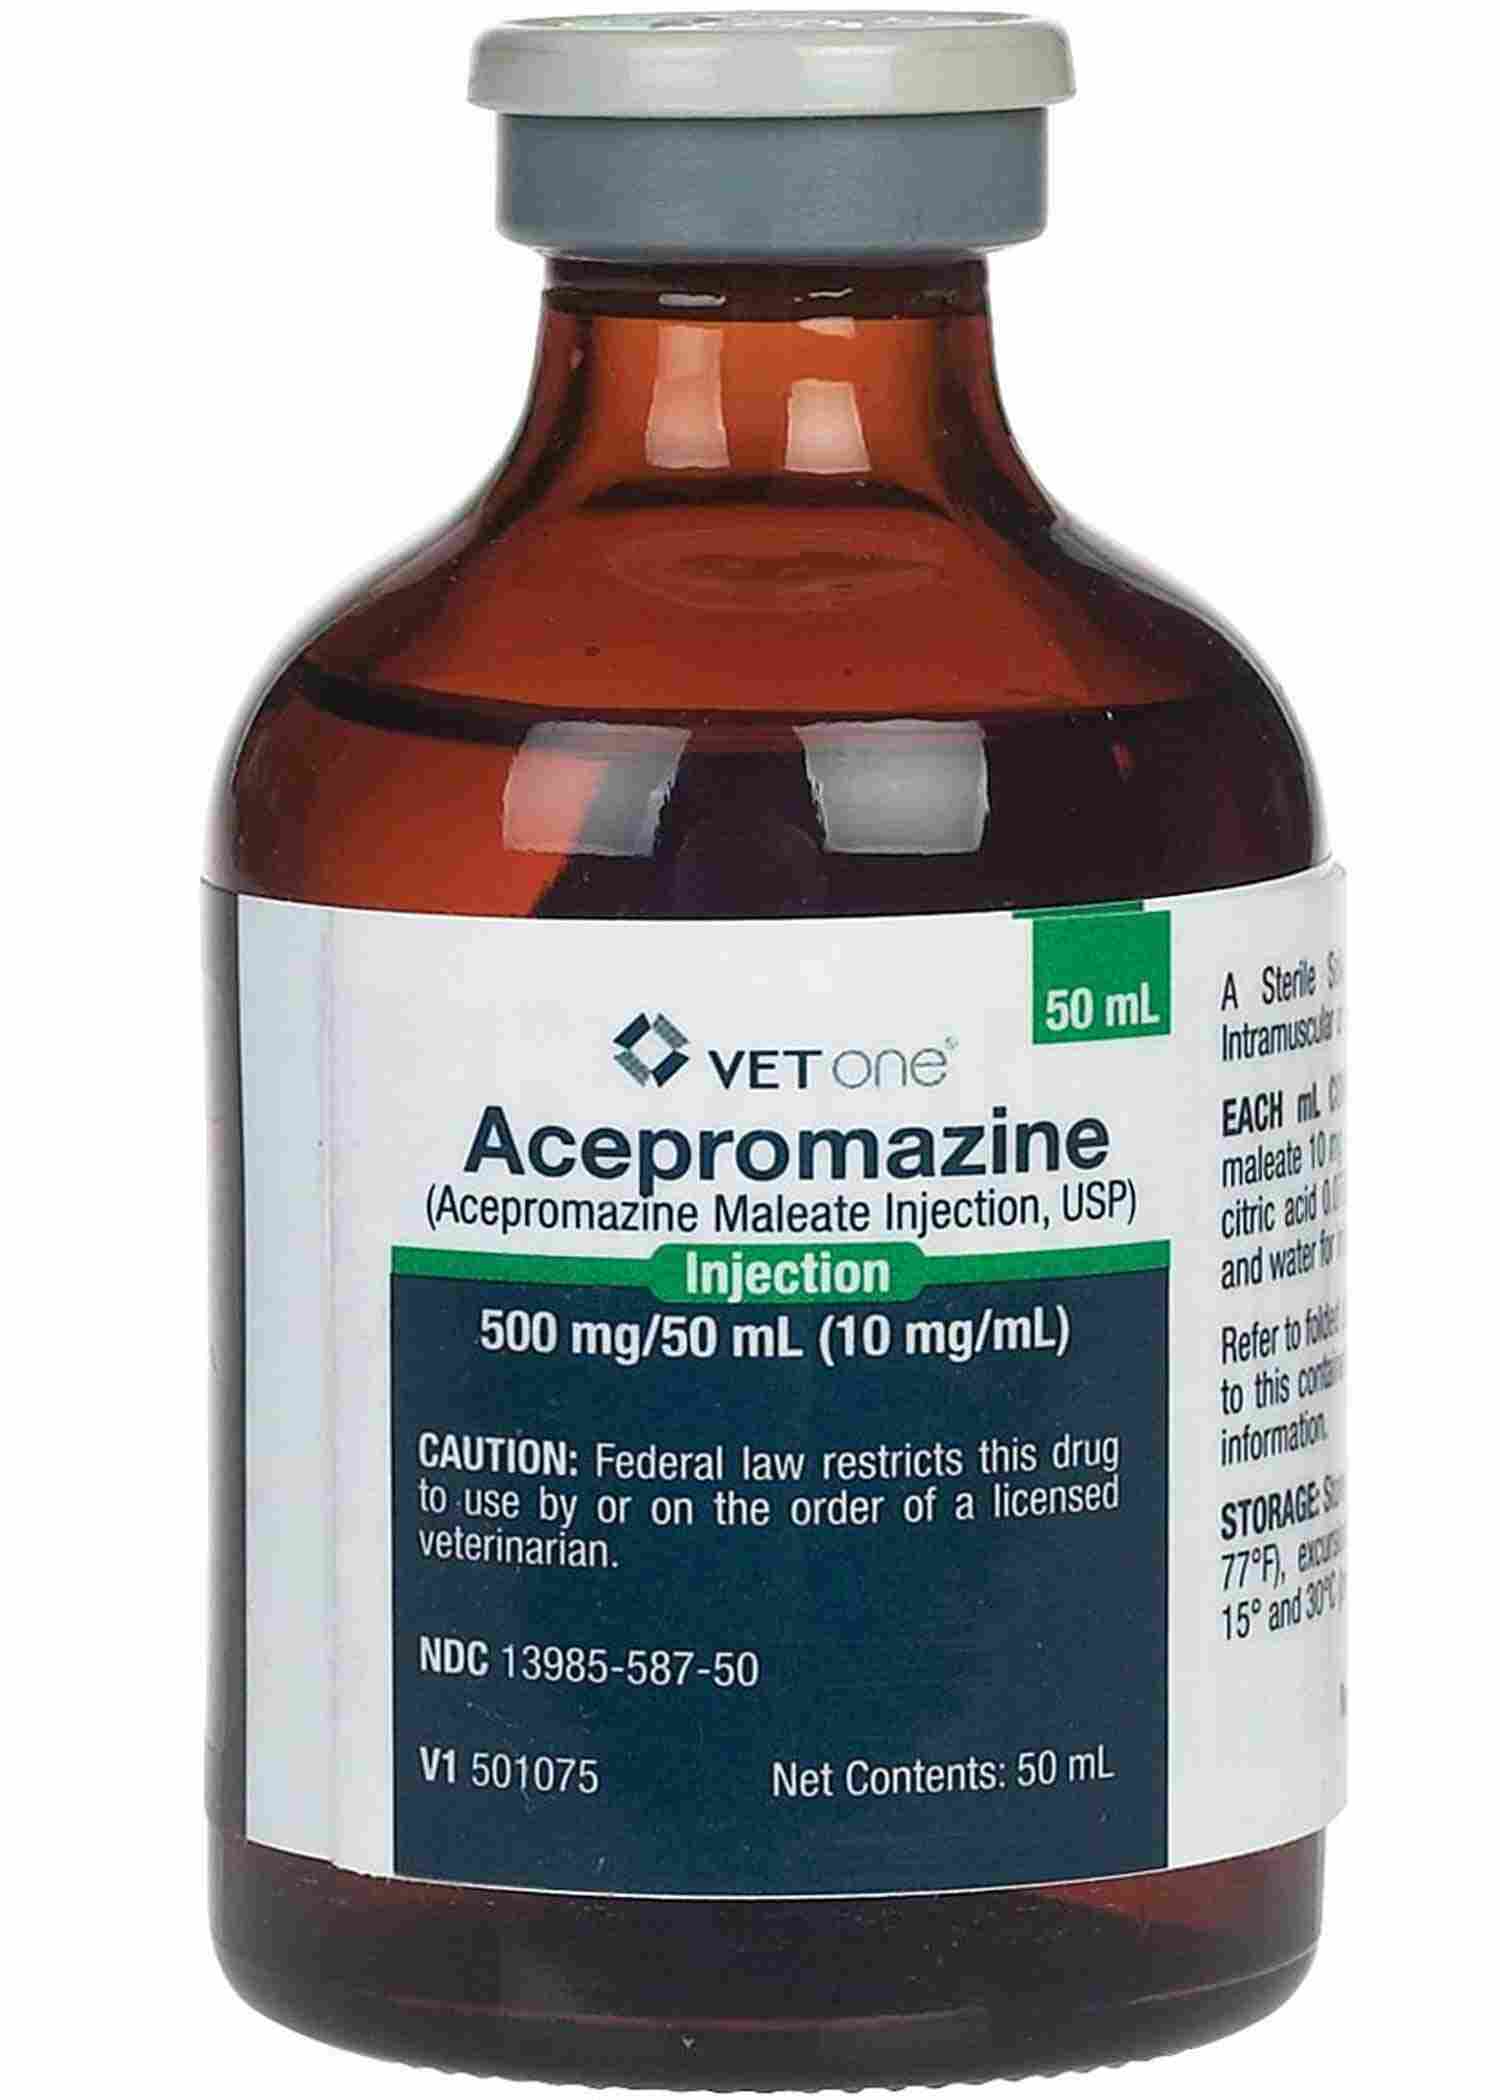 50 mL
VET one®
Acepromazine
(Acepromazine Maleate Injection, USP)
Injection
500 mg/50 mL (10 mg/mL)
CAUTION: Federal law restricts this drug
to use by or on the order of a licensed
veterinarian.
NDC 13985-587-50
V1 501075
Net Contents: 50 mL
A Sterile
Intramuscular
EACH mL
maleate 10 mg
citric acid
and water for
Refer to folded
to this
information.
STORAGE:
77°F),
15° and 30°C